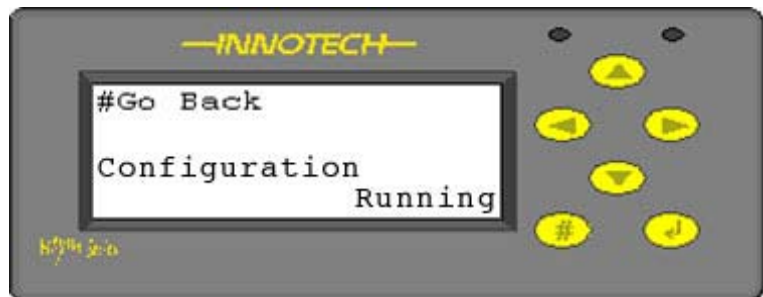 INNOTECH
#Go Back
Configuration
Running
#